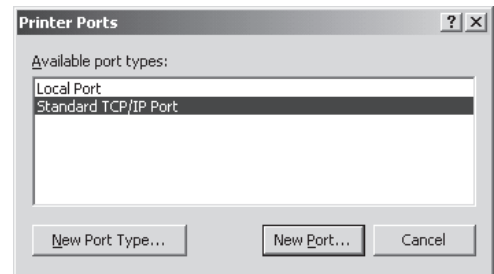 Printer Ports
Available port types:
Local Port
Standard TCP/IP Port
New Port Type...
New Port...
Cancel